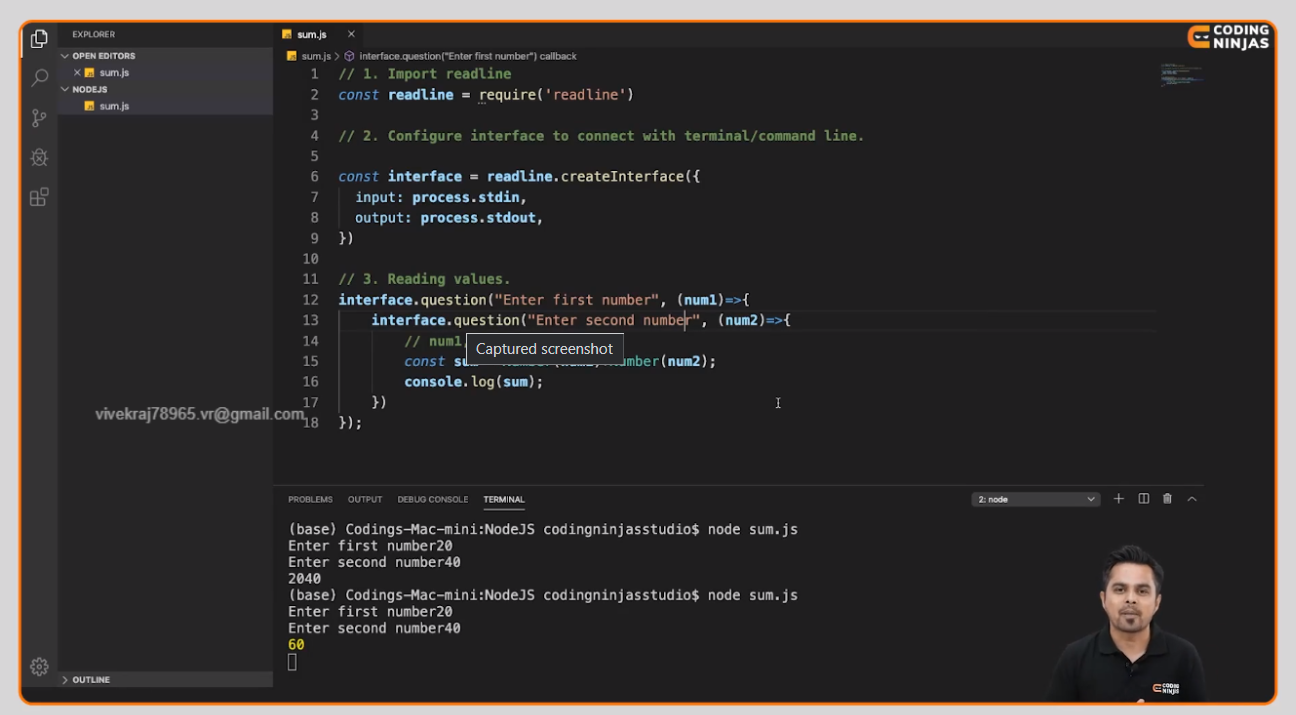 EXPLORER
OPEN EDITORS
sum.js
NODEJS
sum.js
OUTLINE
sum.js
CODING NINJAS
sum.js > interface.question("Enter first number") callback
1 // 1. Import readline
2 const readline = require('readline')
3
4 // 2. Configure interface to connect with terminal/command line.
5
6 const interface = readline.createInterface({
7 input: process.stdin,
8 output: process.stdout,
9 })
10
11 // 3. Reading values.
12 interface.question("Enter first number", (num1)=>{
13 interface.question("Enter second number", (num2)=>{
14 // num1,
Captured screenshot
15 const (num2);
16 console.log(sum);
17 })
18 });
vivekraj78965.vr@gmail.com
PROBLEMS OUTPUT DEBUG CONSOLE TERMINAL 2: node
(base) Codings-Mac-mini:NodeJS codingninjasstudio$ node sum.js
Enter first number20
Enter second number40
2040
(base) Codings-Mac-mini:NodeJS codingninjasstudio$ node sum.js
Enter first number20
Enter second number40
60
CODING NINJAS